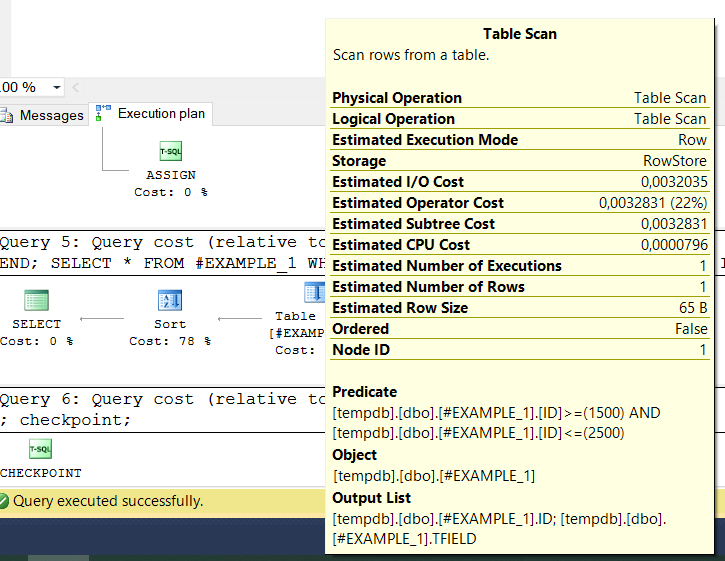 .00 %
Messages
Execution plan
T-SQL
ASSIGN
Cost: 0 %
Query 5: Query cost (relative to
END; SELECT * FROM #EXAMPLE_1 WH
SELECT
Cost: 0 %
Sort
Cost: 78 %
Table
[#EXAMP
Cost:
Query 6: Query cost (relative to
; checkpoint;
T-SQL
CHECKPOINT
Query executed successfully.
Table Scan
Scan rows from a table.
Physical Operation Table Scan
Logical Operation Table Scan
Estimated Execution Mode Row
Storage RowStore
Estimated I/O Cost 0,0032035
Estimated Operator Cost 0,0032831 (22%)
Estimated Subtree Cost 0,0032831
Estimated CPU Cost 0,0000796
Estimated Number of Executions 1
Estimated Number of Rows 1
Estimated Row Size 65 B
Ordered False
Node ID 1
Predicate
[tempdb].[dbo].[#EXAMPLE_1].[ID]>=(1500) AND
[tempdb].[dbo].[#EXAMPLE_1].[ID]<=(2500)
Object
[tempdb].[dbo].[#EXAMPLE_1]
Output List
[tempdb].[dbo].[#EXAMPLE_1].ID; [tempdb].[dbo].
[#EXAMPLE_1].TFIELD